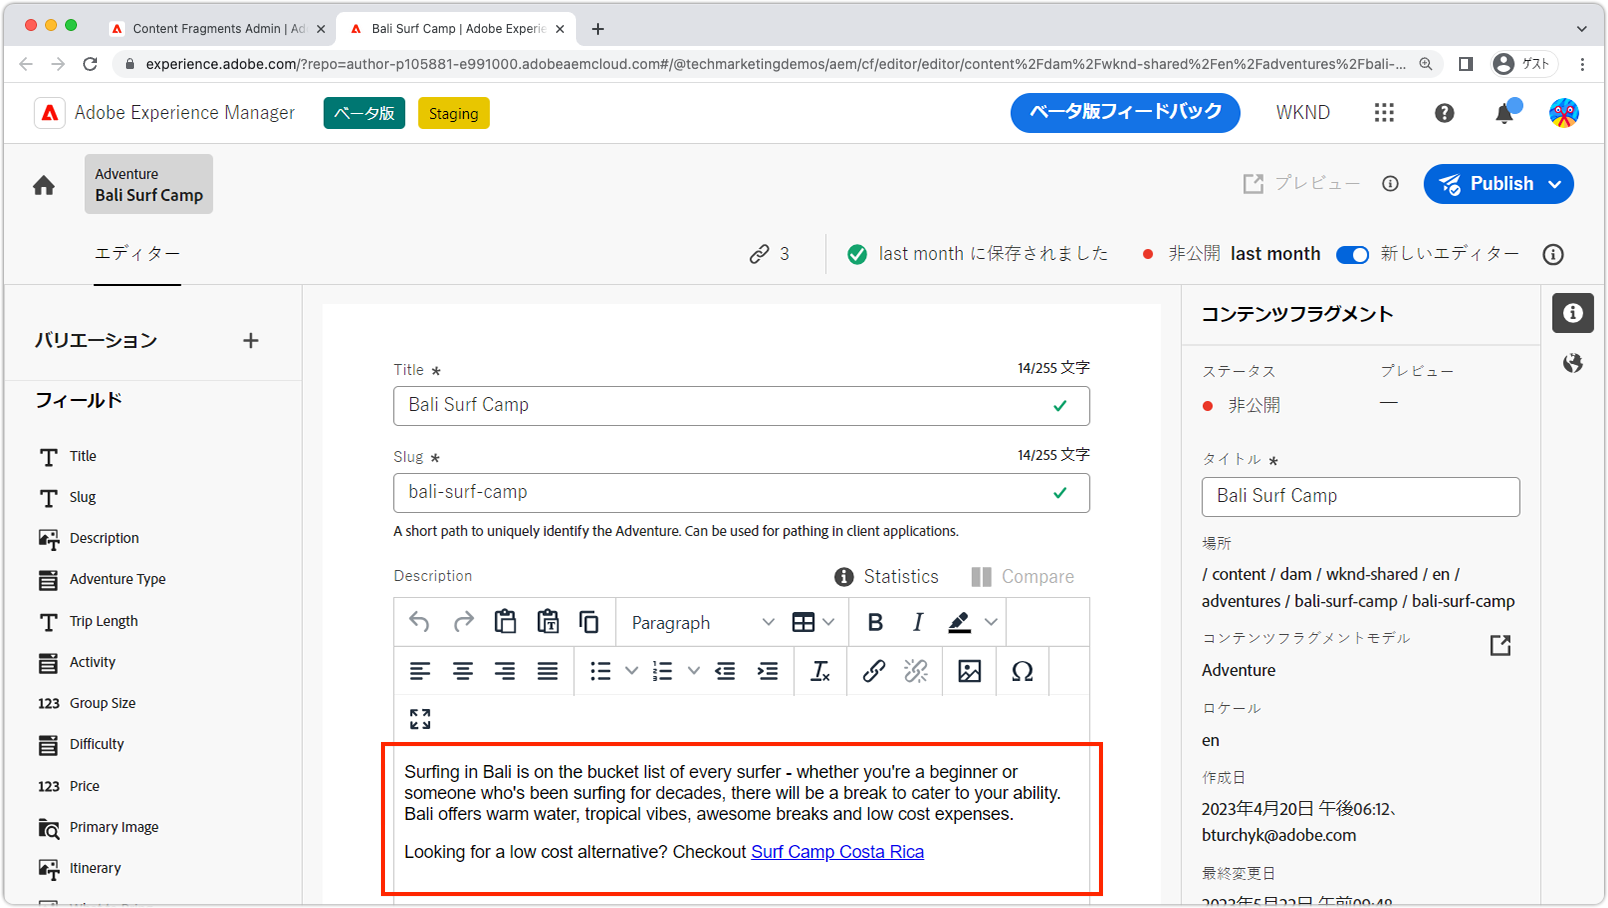 Content Fragments Admin | Ad
Bali Surf Camp | Adobe Experie
experience.adobe.com/?repo=author-p105881-e991000.adobeaemcloud.com#/@techmarketingdemos/aem/cf/editor/editor/content%2Fdam%2Fwknd-shared%2Fen%2Fadventures%2Fbali-...
ゲスト
Adobe Experience Manager
ベータ版
Staging
ベータ版フィードバック
WKND
Adventure
Bali Surf Camp
プレビュー
Publish
エディター
3
last month に保存されました
非公開 last month
新しいエディター
バリエーション
フィールド
Title
Slug
Description
Adventure Type
Trip Length
Activity
123 Group Size
Difficulty
123 Price
Primary Image
Itinerary
Title *
14/255 文字
Bali Surf Camp
Slug *
14/255 文字
bali-surf-camp
A short path to uniquely identify the Adventure. Can be used for pathing in client applications.
Description
Statistics
Compare
Paragraph
Surfing in Bali is on the bucket list of every surfer - whether you're a beginner or
someone who's been surfing for decades, there will be a break to cater to your ability.
Bali offers warm water, tropical vibes, awesome breaks and low cost expenses.
Looking for a low cost alternative? Checkout Surf Camp Costa Rica
コンテンツフラグメント
ステータス
プレビュー
非公開
—
タイトル *
Bali Surf Camp
場所
/ content / dam / wknd-shared / en /
adventures / bali-surf-camp / bali-surf-camp
コンテンツフラグメントモデル
Adventure
ロケール
en
作成日
2023年4月20日 午後06:12、
bturchyk@adobe.com
最終変更日
2023年5月22日 午前09:48